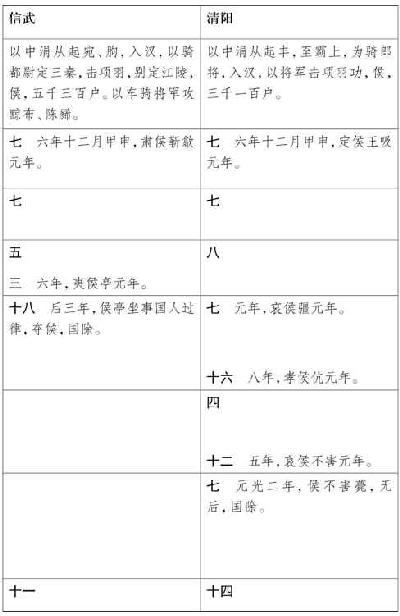 信武
清阳
以中涓从起宛、朐,入汉,以骑
都尉定三秦,击项羽,别定江陵,
侯,五千三百户。以车骑将军攻
黥布、陈豨。
以中涓从起丰,至霸上,为骑郎
将,入汉,以将军击项羽功,侯,
三千一百户。
七 六年十二月甲申,肃侯靳歙
元年。
七 六年十二月甲申,定侯王吸
元年。
七
七
五
三 六年,夷侯亭元年。
八
十八 后三年,侯亭坐事国人过
律,夺侯,国除。
七 元年,哀侯疆元年。
十六 八年,孝侯伉元年。
四
十二 五年,哀侯不害元年。
七 元光二年,侯不害薨,无
后,国除。
十一
十四